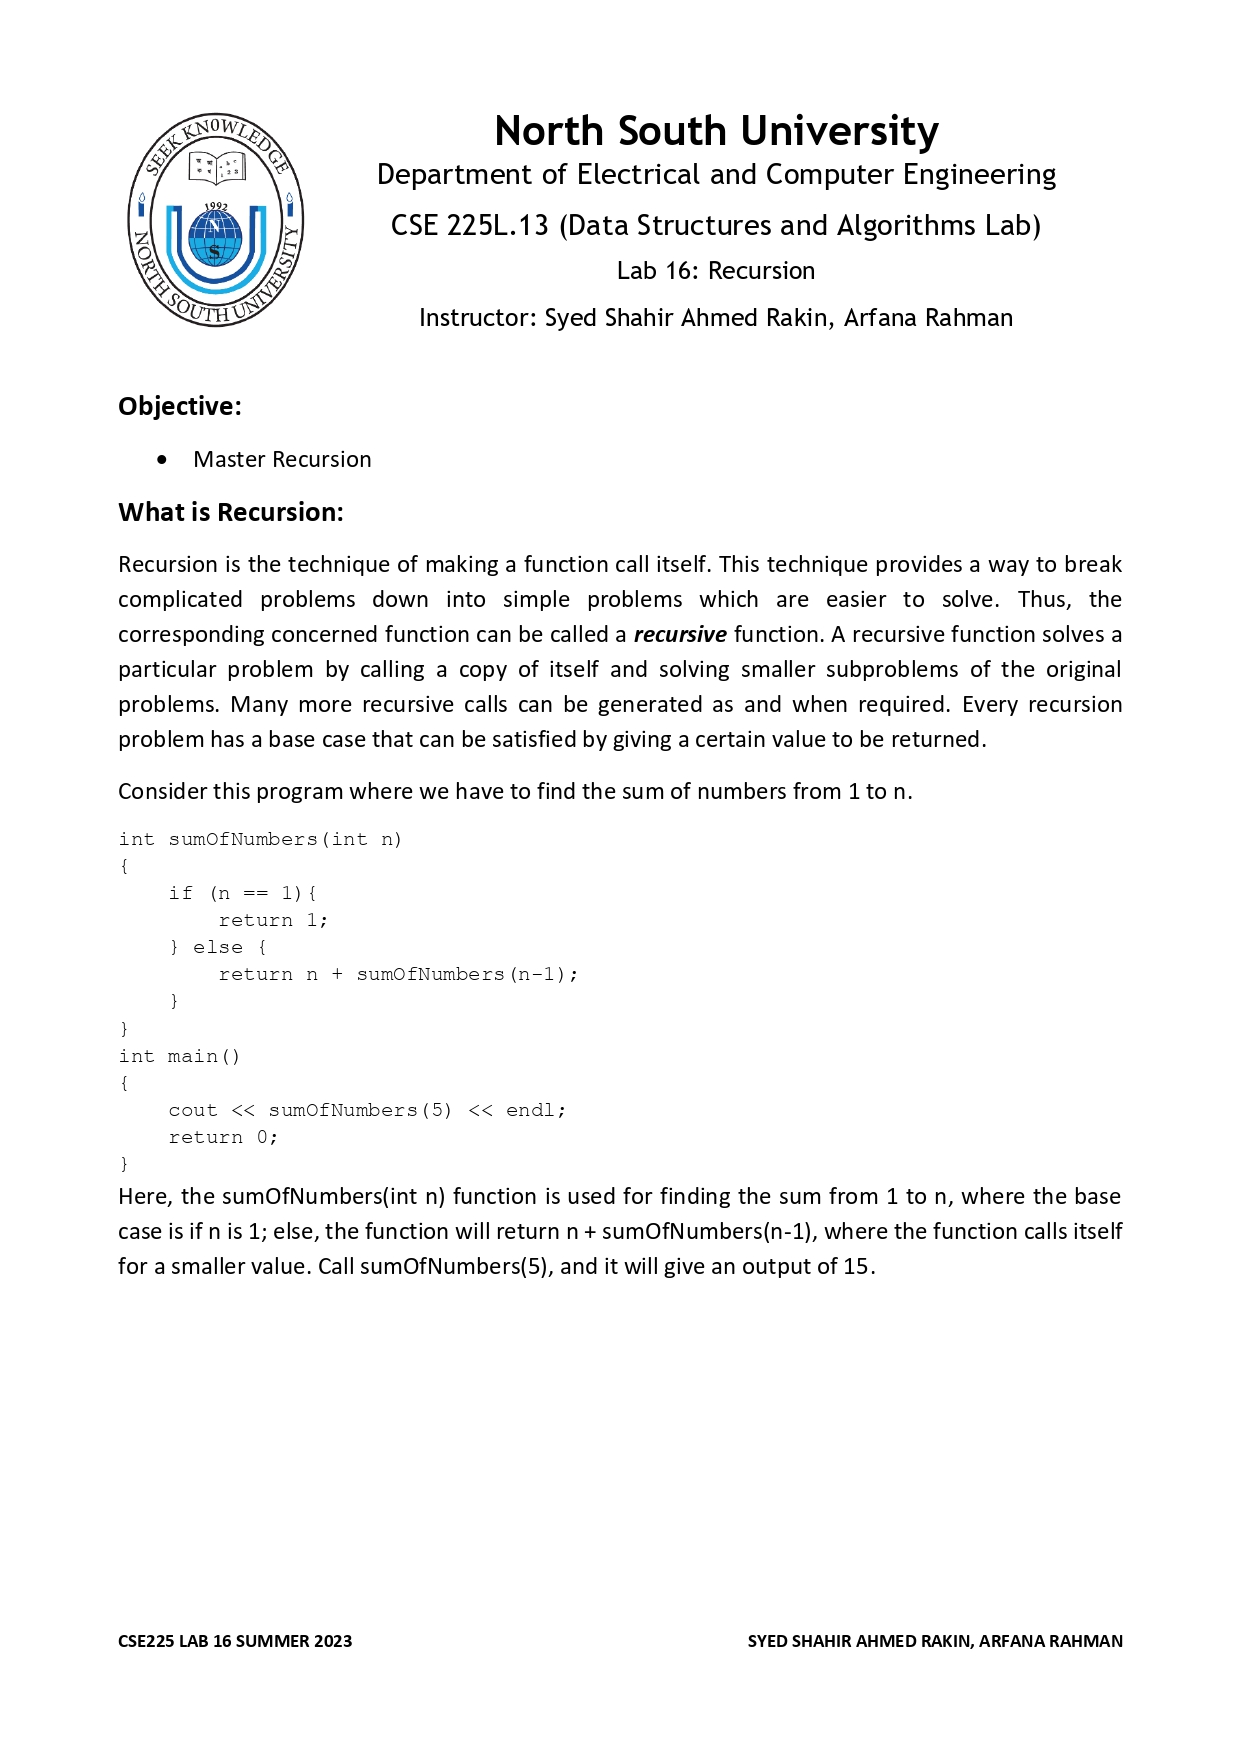 SEEK KNOWLEDGE
1992
N
S
NORTH SOUTH UNIVERSITY
North South University
Department of Electrical and Computer Engineering
CSE 225L.13 (Data Structures and Algorithms Lab)
Lab 16: Recursion
Instructor: Syed Shahir Ahmed Rakin, Arfana Rahman
Objective:
• Master Recursion
What is Recursion:
Recursion is the technique of making a function call itself. This technique provides a way to break
complicated problems down into simple problems which are easier to solve. Thus, the
corresponding concerned function can be called a recursive function. A recursive function solves a
particular problem by calling a copy of itself and solving smaller subproblems of the original
problems. Many more recursive calls can be generated as and when required. Every recursion
problem has a base case that can be satisfied by giving a certain value to be returned.
Consider this program where we have to find the sum of numbers from 1 to n.
int sumOfNumbers(int n)
{
    if (n == 1){
        return 1;
    } else {
        return n + sumOfNumbers(n-1);
    }
}
int main()
{
    cout << sumOfNumbers(5) << endl;
    return 0;
}
Here, the sumOfNumbers(int n) function is used for finding the sum from 1 to n, where the base
case is if n is 1; else, the function will return n + sumOfNumbers(n-1), where the function calls itself
for a smaller value. Call sumOfNumbers(5), and it will give an output of 15.
CSE225 LAB 16 SUMMER 2023 SYED SHAHIR AHMED RAKIN, ARFANA RAHMAN